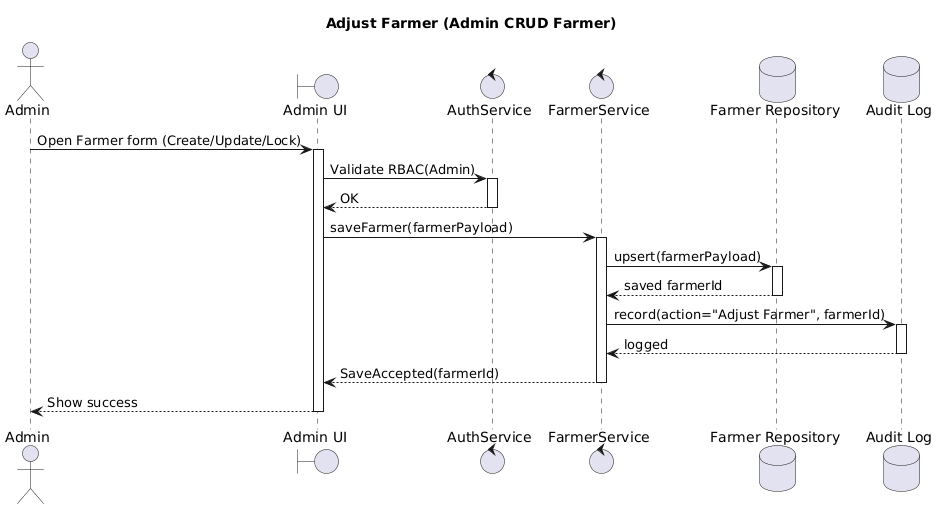 Adjust Farmer (Admin CRUD Farmer)
Admin
Admin UI
AuthService
FarmerService
Farmer Repository
Audit Log
Open Farmer form (Create/Update/Lock)
Validate RBAC(Admin)
OK
saveFarmer(farmerPayload)
upsert(farmerPayload)
saved farmerId
record(action="Adjust Farmer", farmerId)
logged
SaveAccepted(farmerId)
Show success
Admin
Admin UI
AuthService
FarmerService
Farmer Repository
Audit Log